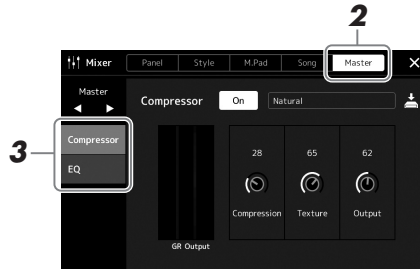 2
Mixer Panel Style M.Pad Song Master
Master
Compressor On Natural
3
Compressor
EQ
28 65 62
Compression Texture Output
GR Output